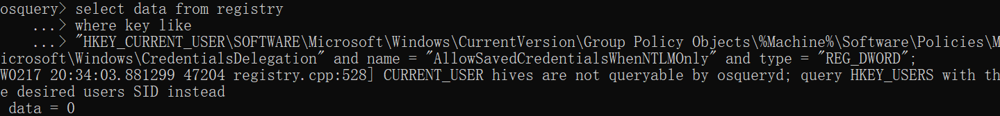 osquery> select data from registry
    ...> where key like
    ...> "HKEY_CURRENT_USER\SOFTWARE\Microsoft\Windows\CurrentVersion\Group Policy Objects\%Machine%\Software\Policies\M
icrosoft\Windows\CredentialsDelegation" and name = "AllowSavedCredentialsWhenNTLMOnly" and type = "REG_DWORD";
W0217 20:34:03.881299 47204 registry.cpp:528] CURRENT_USER hives are not queryable by osqueryd; query HKEY_USERS with th
e desired users SID instead
 data = 0